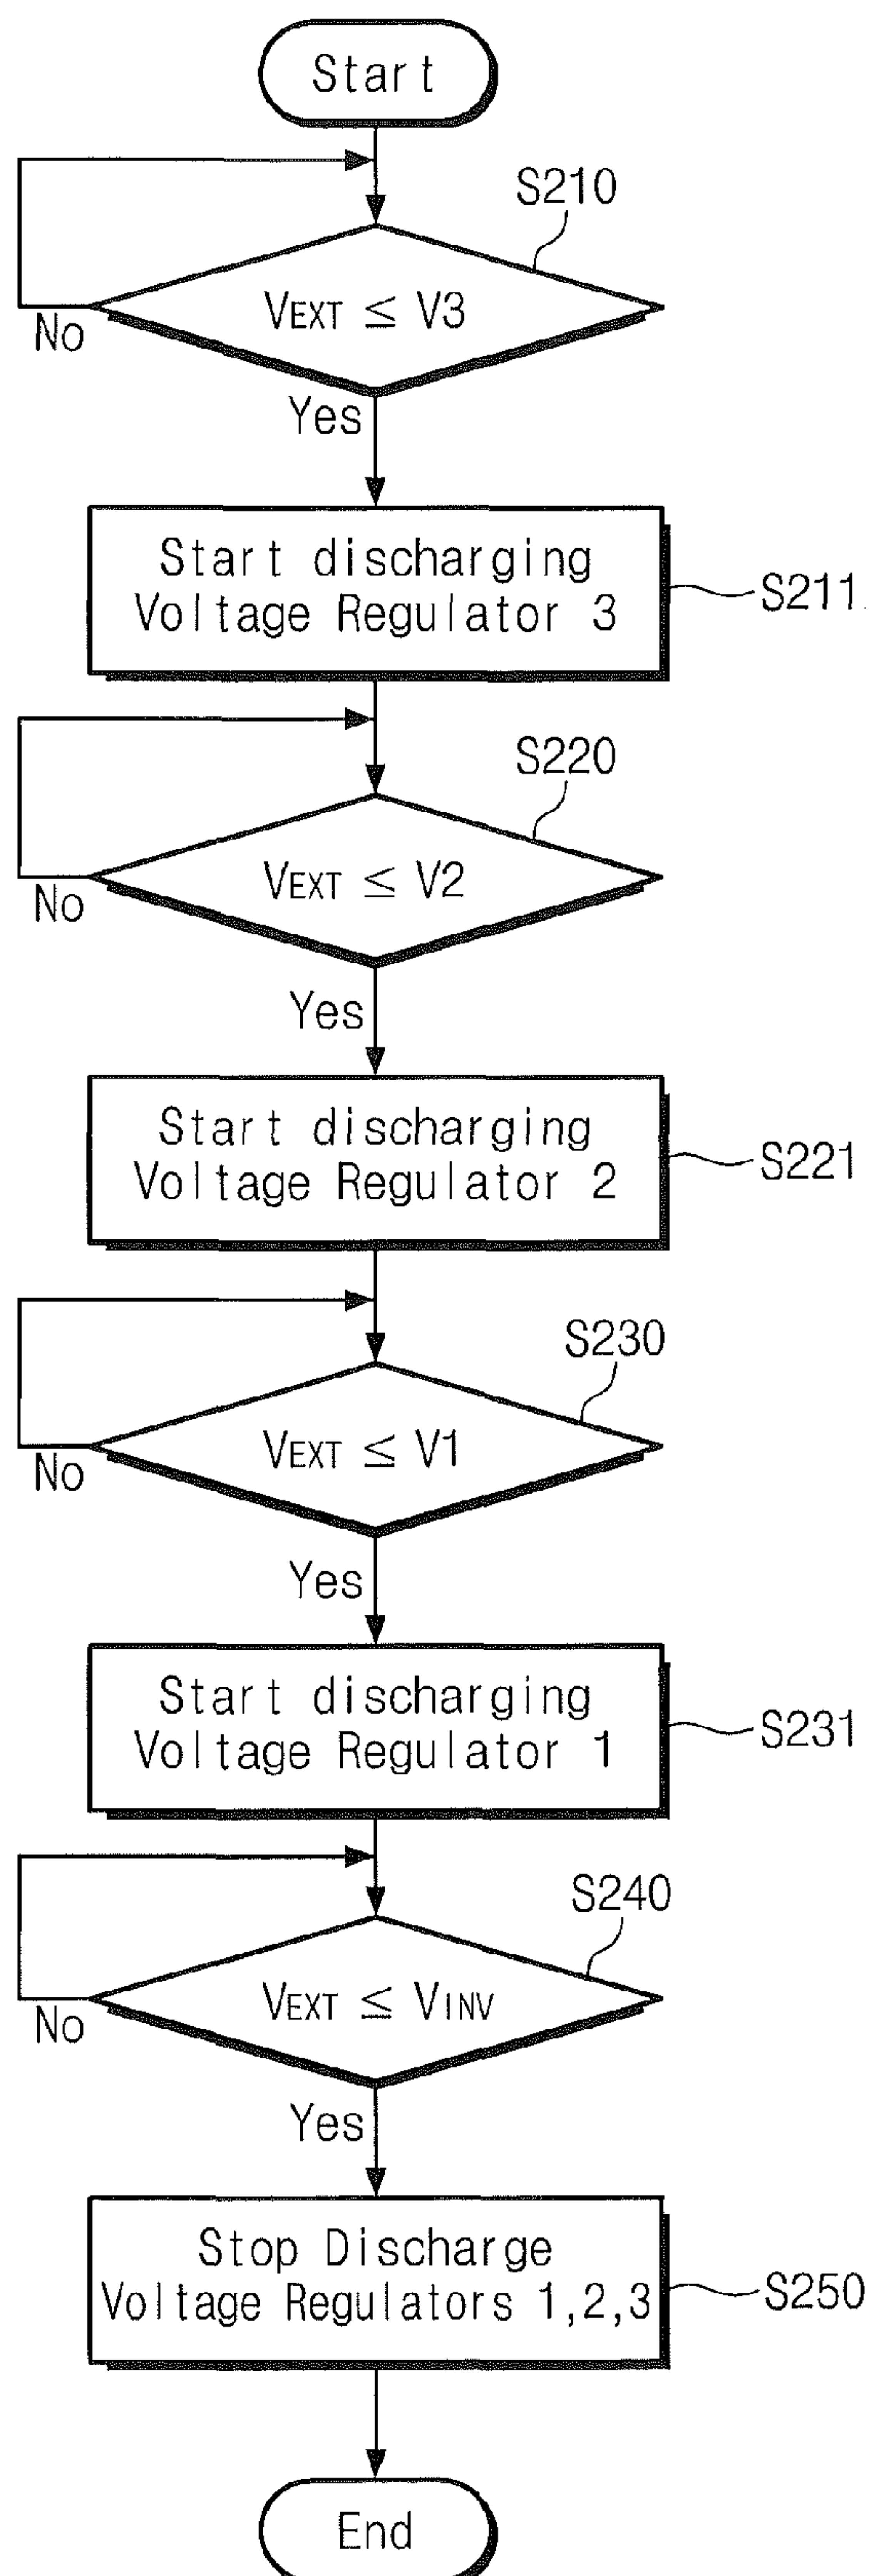 Start
S210
VEXT ≤ V3
No
Yes
Start discharging
Voltage Regulator 3
S211
S220
VEXT ≤ V2
No
Yes
Start discharging
Voltage Regulator 2
S221
S230
VEXT ≤ V1
No
Yes
Start discharging
Voltage Regulator 1
S231
S240
VEXT ≤ VINV
No
Yes
Stop Discharge
Voltage Regulators 1,2,3
S250
End